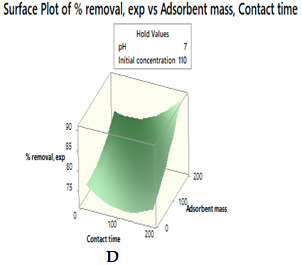 Surface Plot of % removal, exp vs Adsorbent mass, Contact time
Hold Values
pH 7
Initial concentration 110
90
85
% removal, exp
80
75
200
100
Adsorbent mass
0
0
100
200
Contact time
D